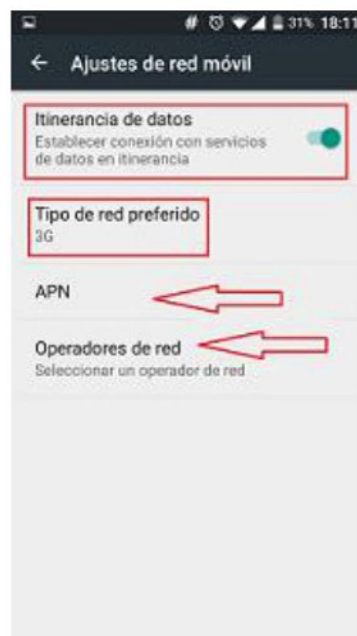 # 31% 18:11
Ajustes de red móvil
Itinerancia de datos
Establecer conexión con servicios
de datos en itinerancia
Tipo de red preferido
3G
APN
Operadores de red
Seleccionar un operador de red